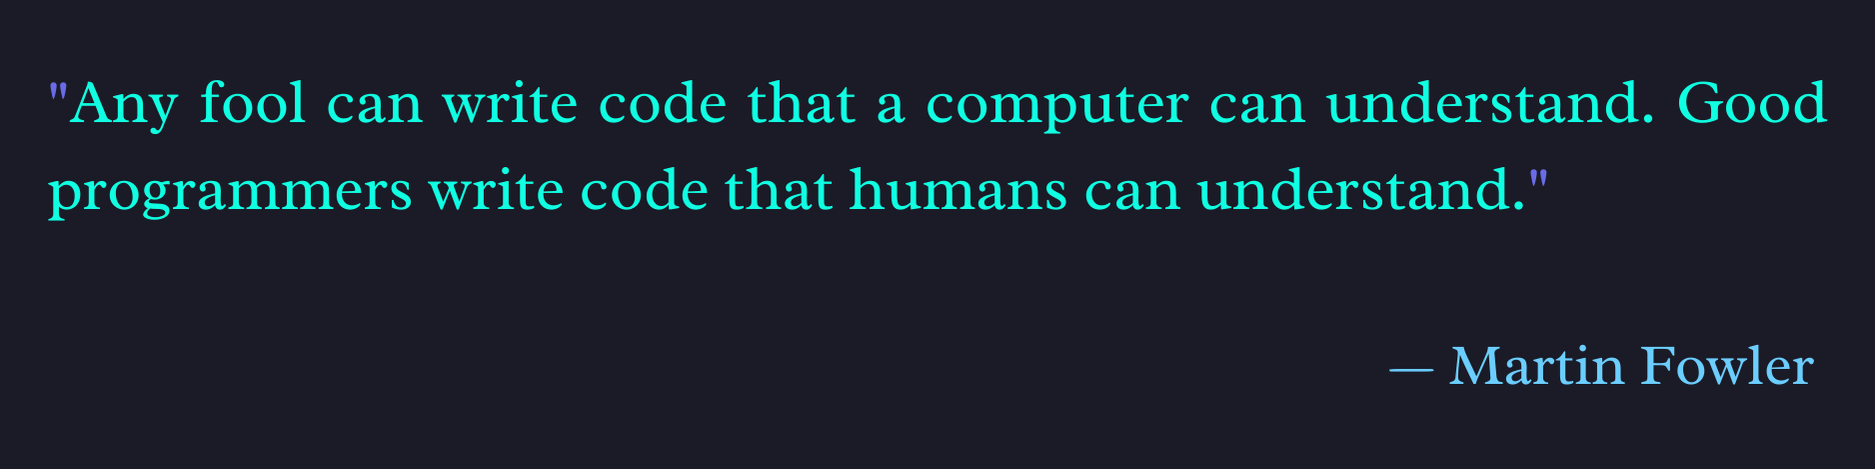 "Any fool can write code that a computer can understand. Good
programmers write code that humans can understand."
— Martin Fowler